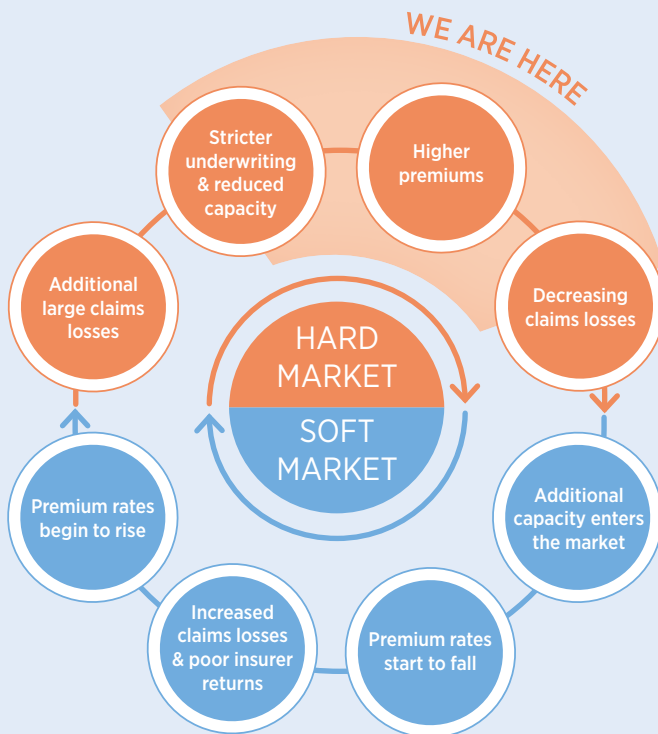 WE ARE HERE
Stricter
underwriting
& reduced
capacity
Higher
premiums
Additional
large claims
losses
Decreasing
claims losses
HARD
MARKET
SOFT
MARKET
Premium rates
begin to rise
Additional
capacity enters
the market
Increased
claims losses
& poor insurer
returns
Premium rates
start to fall